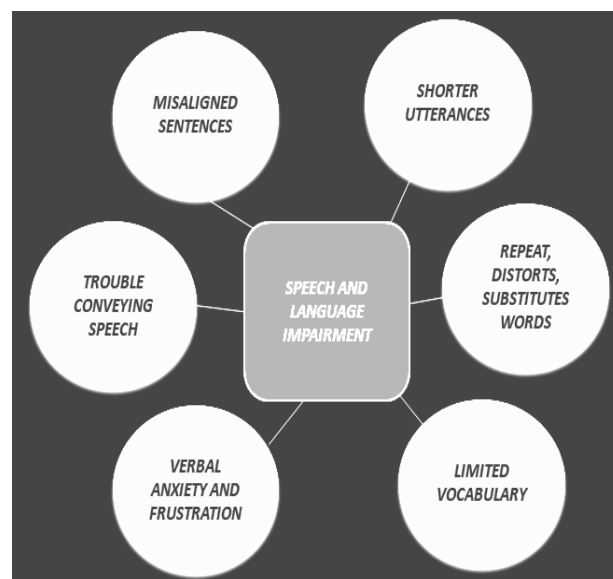 MISALIGNED
SENTENCES
SHORTER
UTTERANCES
TROUBLE
CONVEYING
SPEECH
SPEECH AND
LANGUAGE
IMPAIRMENT
REPEAT,
DISTORTS,
SUBSTITUTES
WORDS
VERBAL
ANXIETY AND
FRUSTRATION
LIMITED
VOCABULARY